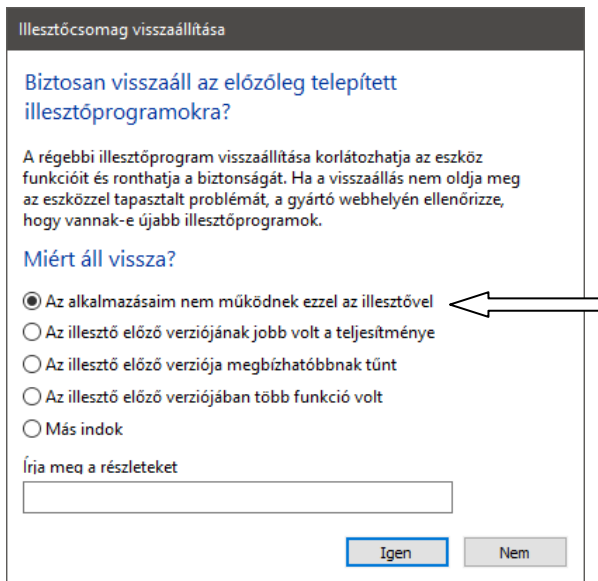 Illesztőcsomag visszaállítása
Biztosan visszaáll az előzőleg telepített
illesztőprogramokra?
A régebbi illesztőprogram visszaállítása korlátozhatja az eszköz
funkcióit és ronthatja a biztonságát. Ha a visszaállás nem oldja meg
az eszközzel tapasztalt problémát, a gyártó webhelyén ellenőrizze,
hogy vannak-e újabb illesztőprogramok.
Miért áll vissza?
Az alkalmazásaim nem működnek ezzel az illesztővel
Az illesztő előző verziójának jobb volt a teljesítménye
Az illesztő előző verziója megbízhatóbbnak tűnt
Az illesztő előző verziójában több funkció volt
Más indok
Írja meg a részleteket
Igen
Nem